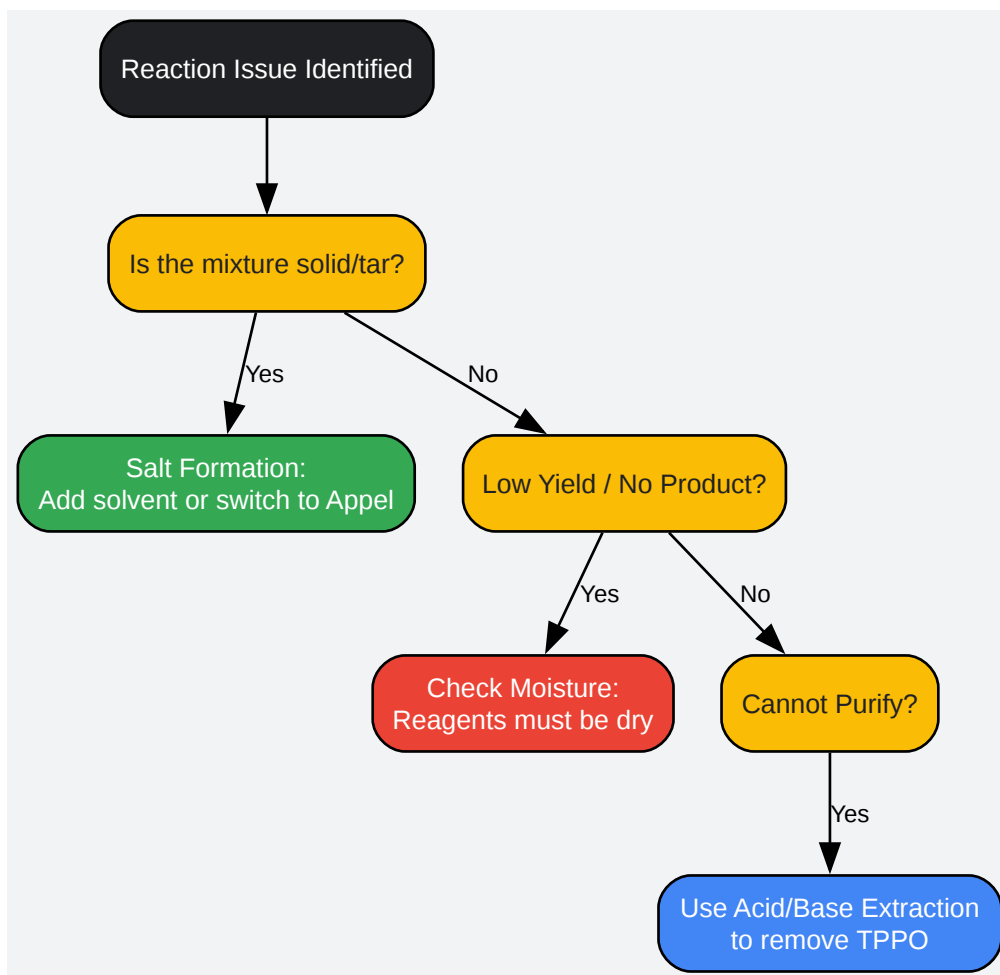 Reaction Issue Identified
Is the mixture solid/tar?
Yes
No
Salt Formation:
Add solvent or switch to Appel
Low Yield / No Product?
Yes
No
Check Moisture:
Reagents must be dry
Cannot Purify?
Yes
Use Acid/Base Extraction
to remove TPPO